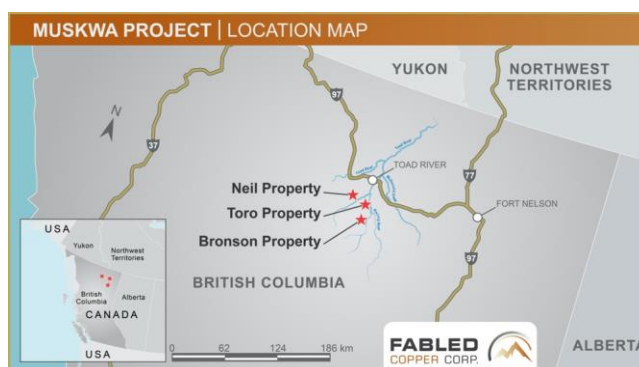 MUSKWA PROJECT | LOCATION MAP
YUKON
NORTHWEST
TERRITORIES
N
97
37
TOAD RIVER
77
Neil Property
Toro Property
Bronson Property
FORT NELSON
97
BRITISH COLUMBIA
ALBERTA
USA
Yukon
Northwest
Territories
British
Columbia
Alberta
CANADA
USA
0 62 124 186 km
FABLED
COPPER CORP.